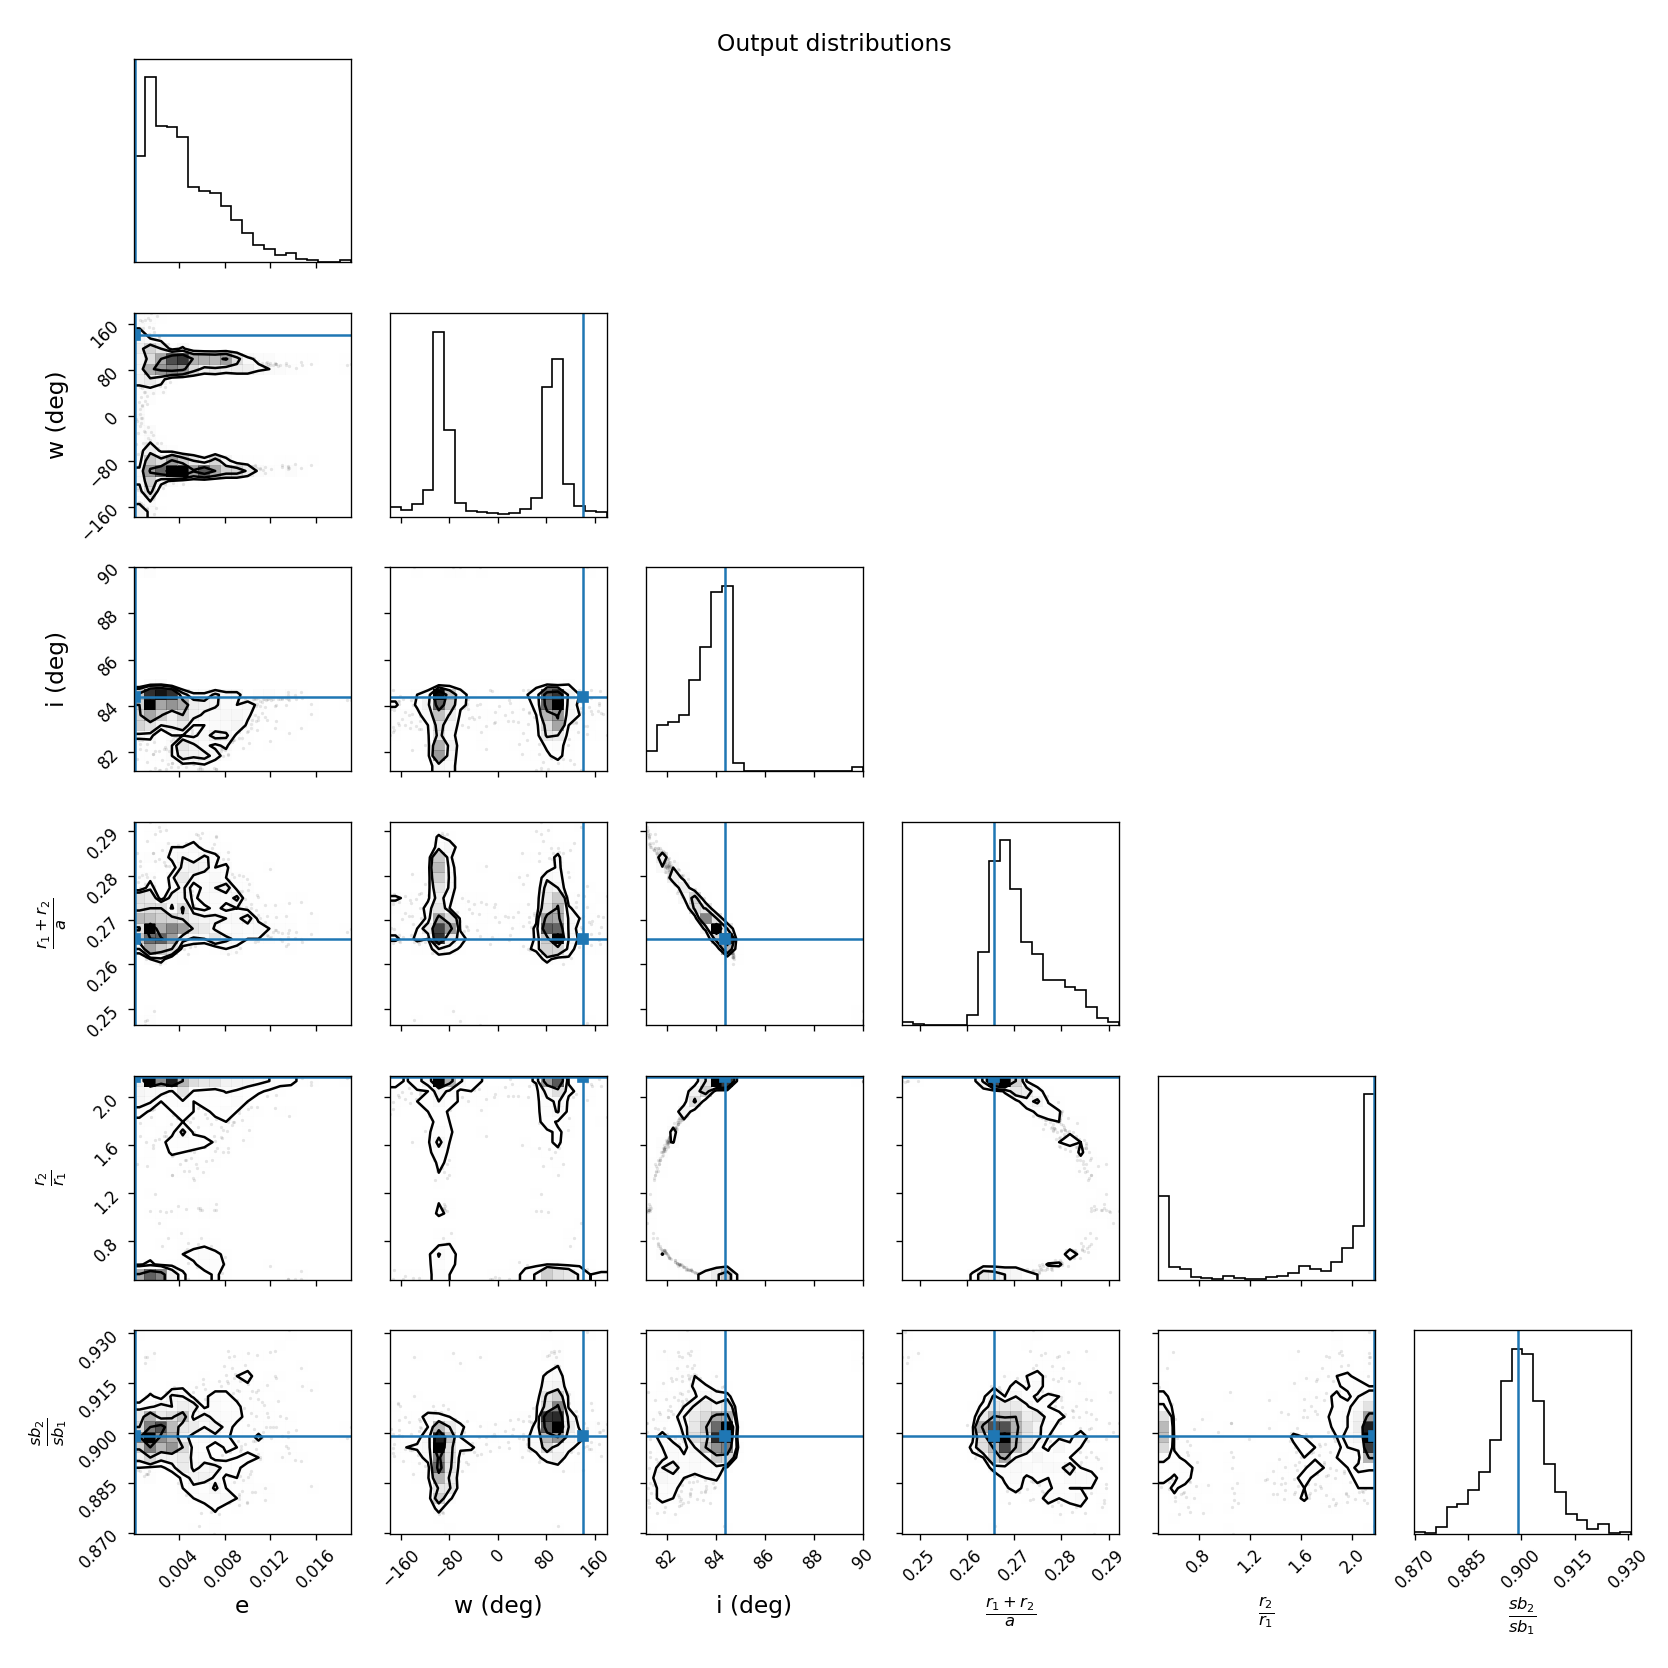 Output distributions
w (deg)
160
80
0
−80
−160
i (deg)
90
88
86
84
82
r₁ + r₂
a
0.29
0.28
0.27
0.26
0.25
r₂
r₁
2.0
1.6
1.2
0.8
sb₂
sb₁
0.930
0.915
0.900
0.885
0.870
0.004 0.008 0.012 0.016
−160 −80 0 80 160
82 84 86 88 90
0.25 0.26 0.27 0.28 0.29
0.8 1.2 1.6 2.0
0.870 0.885 0.900 0.915 0.930
e
w (deg)
i (deg)
r₁ + r₂
a
r₂
r₁
sb₂
sb₁